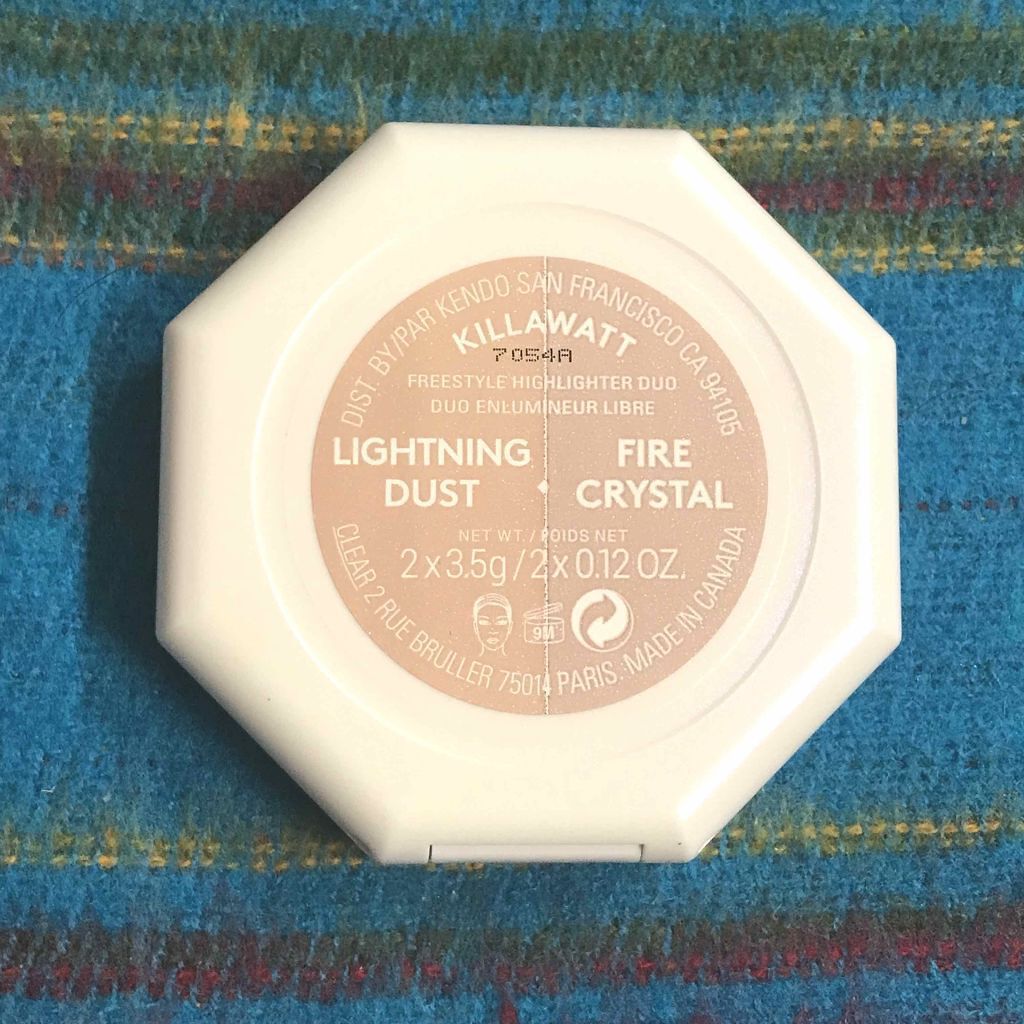 DIST. BY/PAR KENDO SAN FRANCISCO CA 94105
KILLAWATT
7054A
FREESTYLE HIGHLIGHTER DUO
DUO ENLUMINEUR LIBRE
LIGHTNING DUST
FIRE CRYSTAL
NET WT. / POIDS NET
2 x 3.5g / 2 x 0.12 OZ.
9M
CLEAR 2 RUE BRULLER 75014 PARIS. MADE IN CANADA